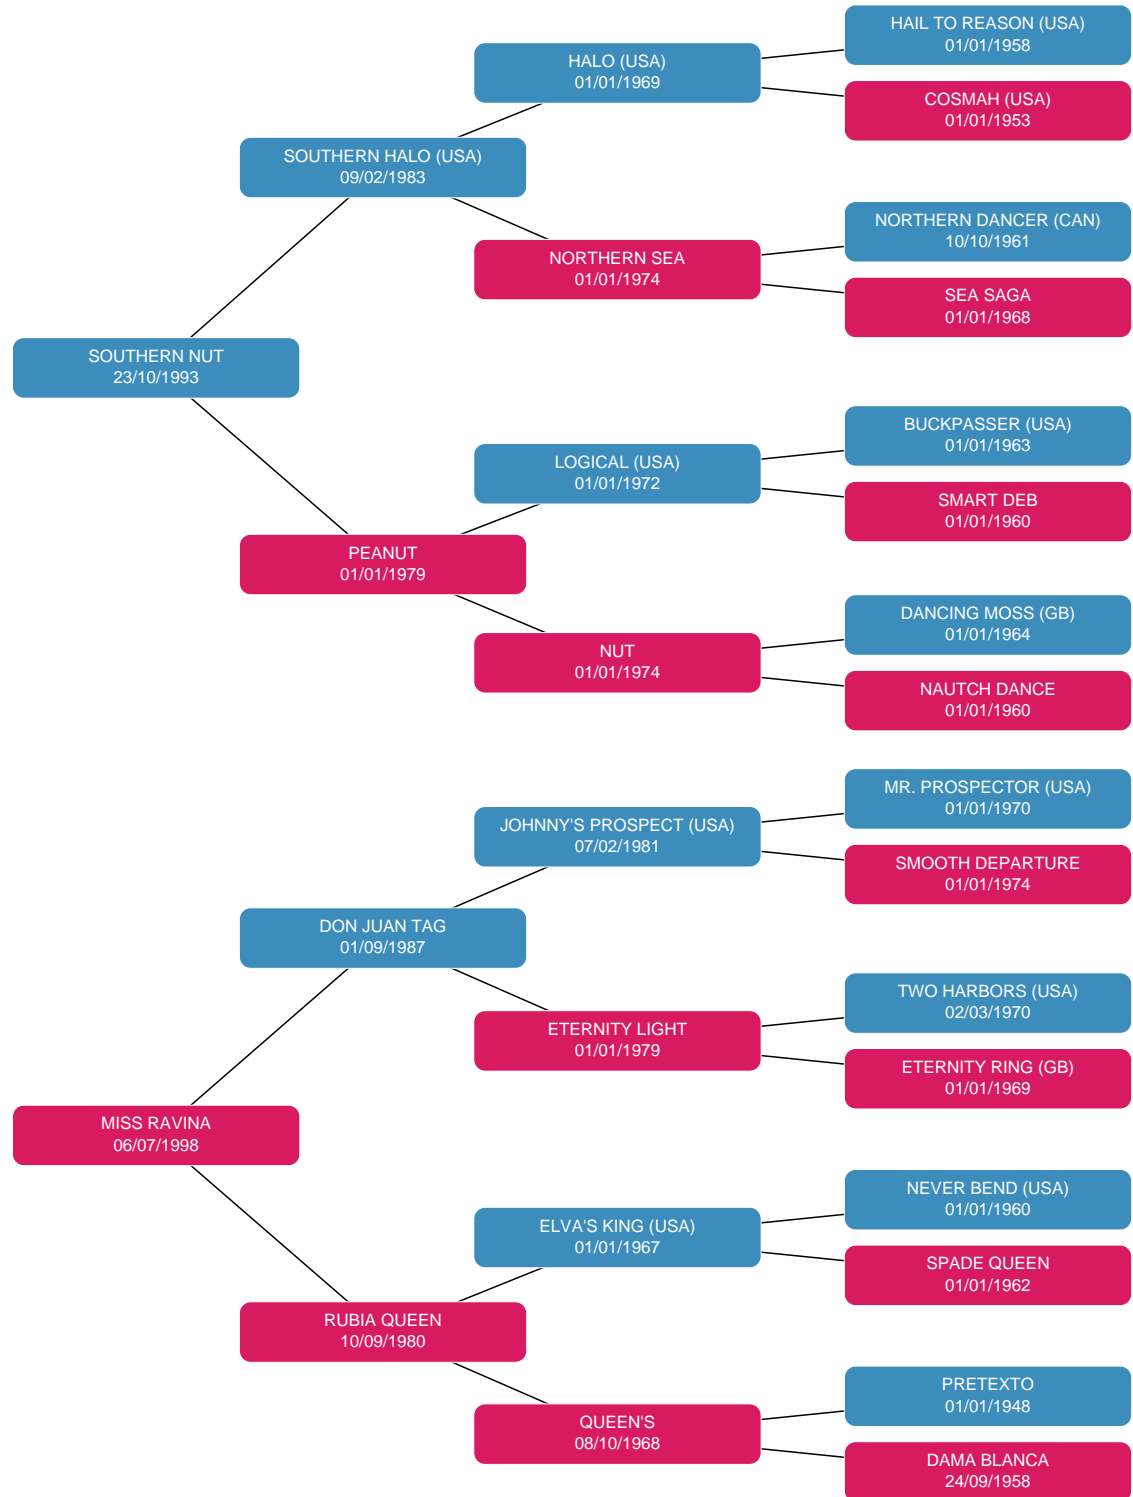 HAIL TO REASON (USA)
01/01/1958
HALO (USA)
01/01/1969
COSMAH (USA)
01/01/1953
SOUTHERN HALO (USA)
09/02/1983
NORTHERN DANCER (CAN)
10/10/1961
NORTHERN SEA
01/01/1974
SEA SAGA
01/01/1968
SOUTHERN NUT
23/10/1993
BUCKPASSER (USA)
01/01/1963
LOGICAL (USA)
01/01/1972
SMART DEB
01/01/1960
PEANUT
01/01/1979
DANCING MOSS (GB)
01/01/1964
NUT
01/01/1974
NAUTCH DANCE
01/01/1960
MR. PROSPECTOR (USA)
01/01/1970
JOHNNY'S PROSPECT (USA)
07/02/1981
SMOOTH DEPARTURE
01/01/1974
DON JUAN TAG
01/09/1987
TWO HARBORS (USA)
02/03/1970
ETERNITY LIGHT
01/01/1979
ETERNITY RING (GB)
01/01/1969
MISS RAVINA
06/07/1998
NEVER BEND (USA)
01/01/1960
ELVA'S KING (USA)
01/01/1967
SPADE QUEEN
01/01/1962
RUBIA QUEEN
10/09/1980
PRETEXTO
01/01/1948
QUEEN'S
08/10/1968
DAMA BLANCA
24/09/1958